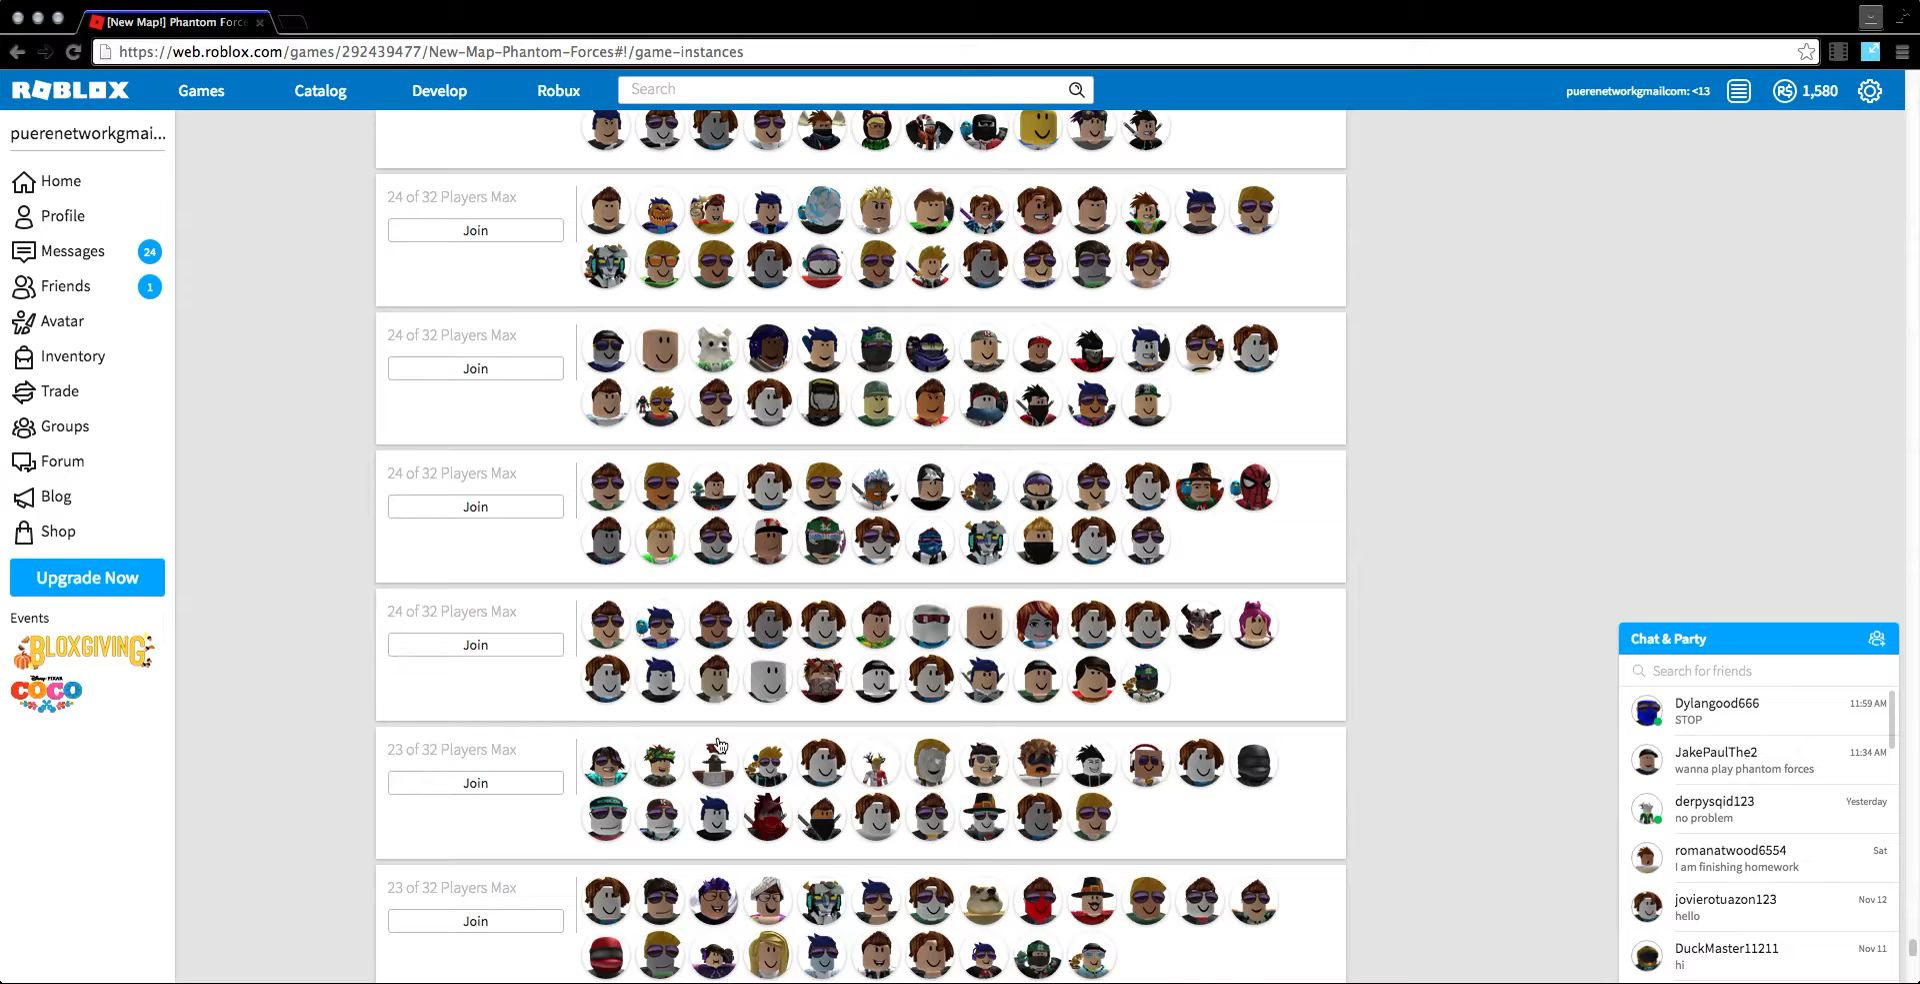 [New Map!] Phantom Forc
https://web.roblox.com/games/292439477/New-Map-Phantom-Forces#!/game-instances
ROBLOX
Games
Catalog
Develop
Robux
Search
puerenetworkgmailcom: <13
R$
1,580
puerenetworkgmai...
Home
Profile
Messages
24
Friends
1
Avatar
Inventory
Trade
Groups
Forum
Blog
Shop
Upgrade Now
Events
BLOXGIVING
Disney PIXAR
COCO
24 of 32 Players Max
Join
24 of 32 Players Max
Join
24 of 32 Players Max
Join
24 of 32 Players Max
Join
23 of 32 Players Max
Join
23 of 32 Players Max
Join
Chat & Party
Search for friends
Dylangood666
11:59 AM
STOP
JakePaulThe2
11:34 AM
wanna play phantom forces
derpysqid123
Yesterday
no problem
romanatwood6554
Sat
I am finishing homework
jovierotuazon123
Nov 12
hello
DuckMaster11211
Nov 11
hi